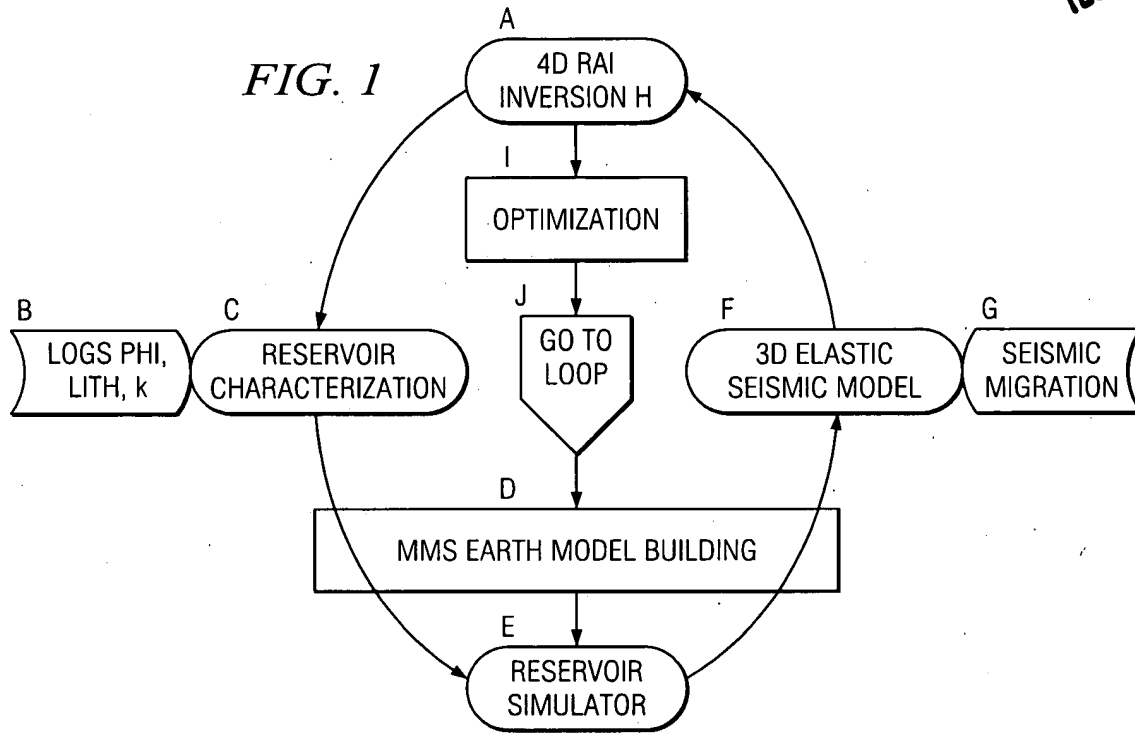 FIG. 1
A
4D RAI
INVERSION H
I
OPTIMIZATION
J
GO TO
LOOP
B
LOGS PHI,
LITH, k
C
RESERVOIR
CHARACTERIZATION
F
3D ELASTIC
SEISMIC MODEL
G
SEISMIC
MIGRATION
D
MMS EARTH MODEL BUILDING
E
RESERVOIR
SIMULATOR